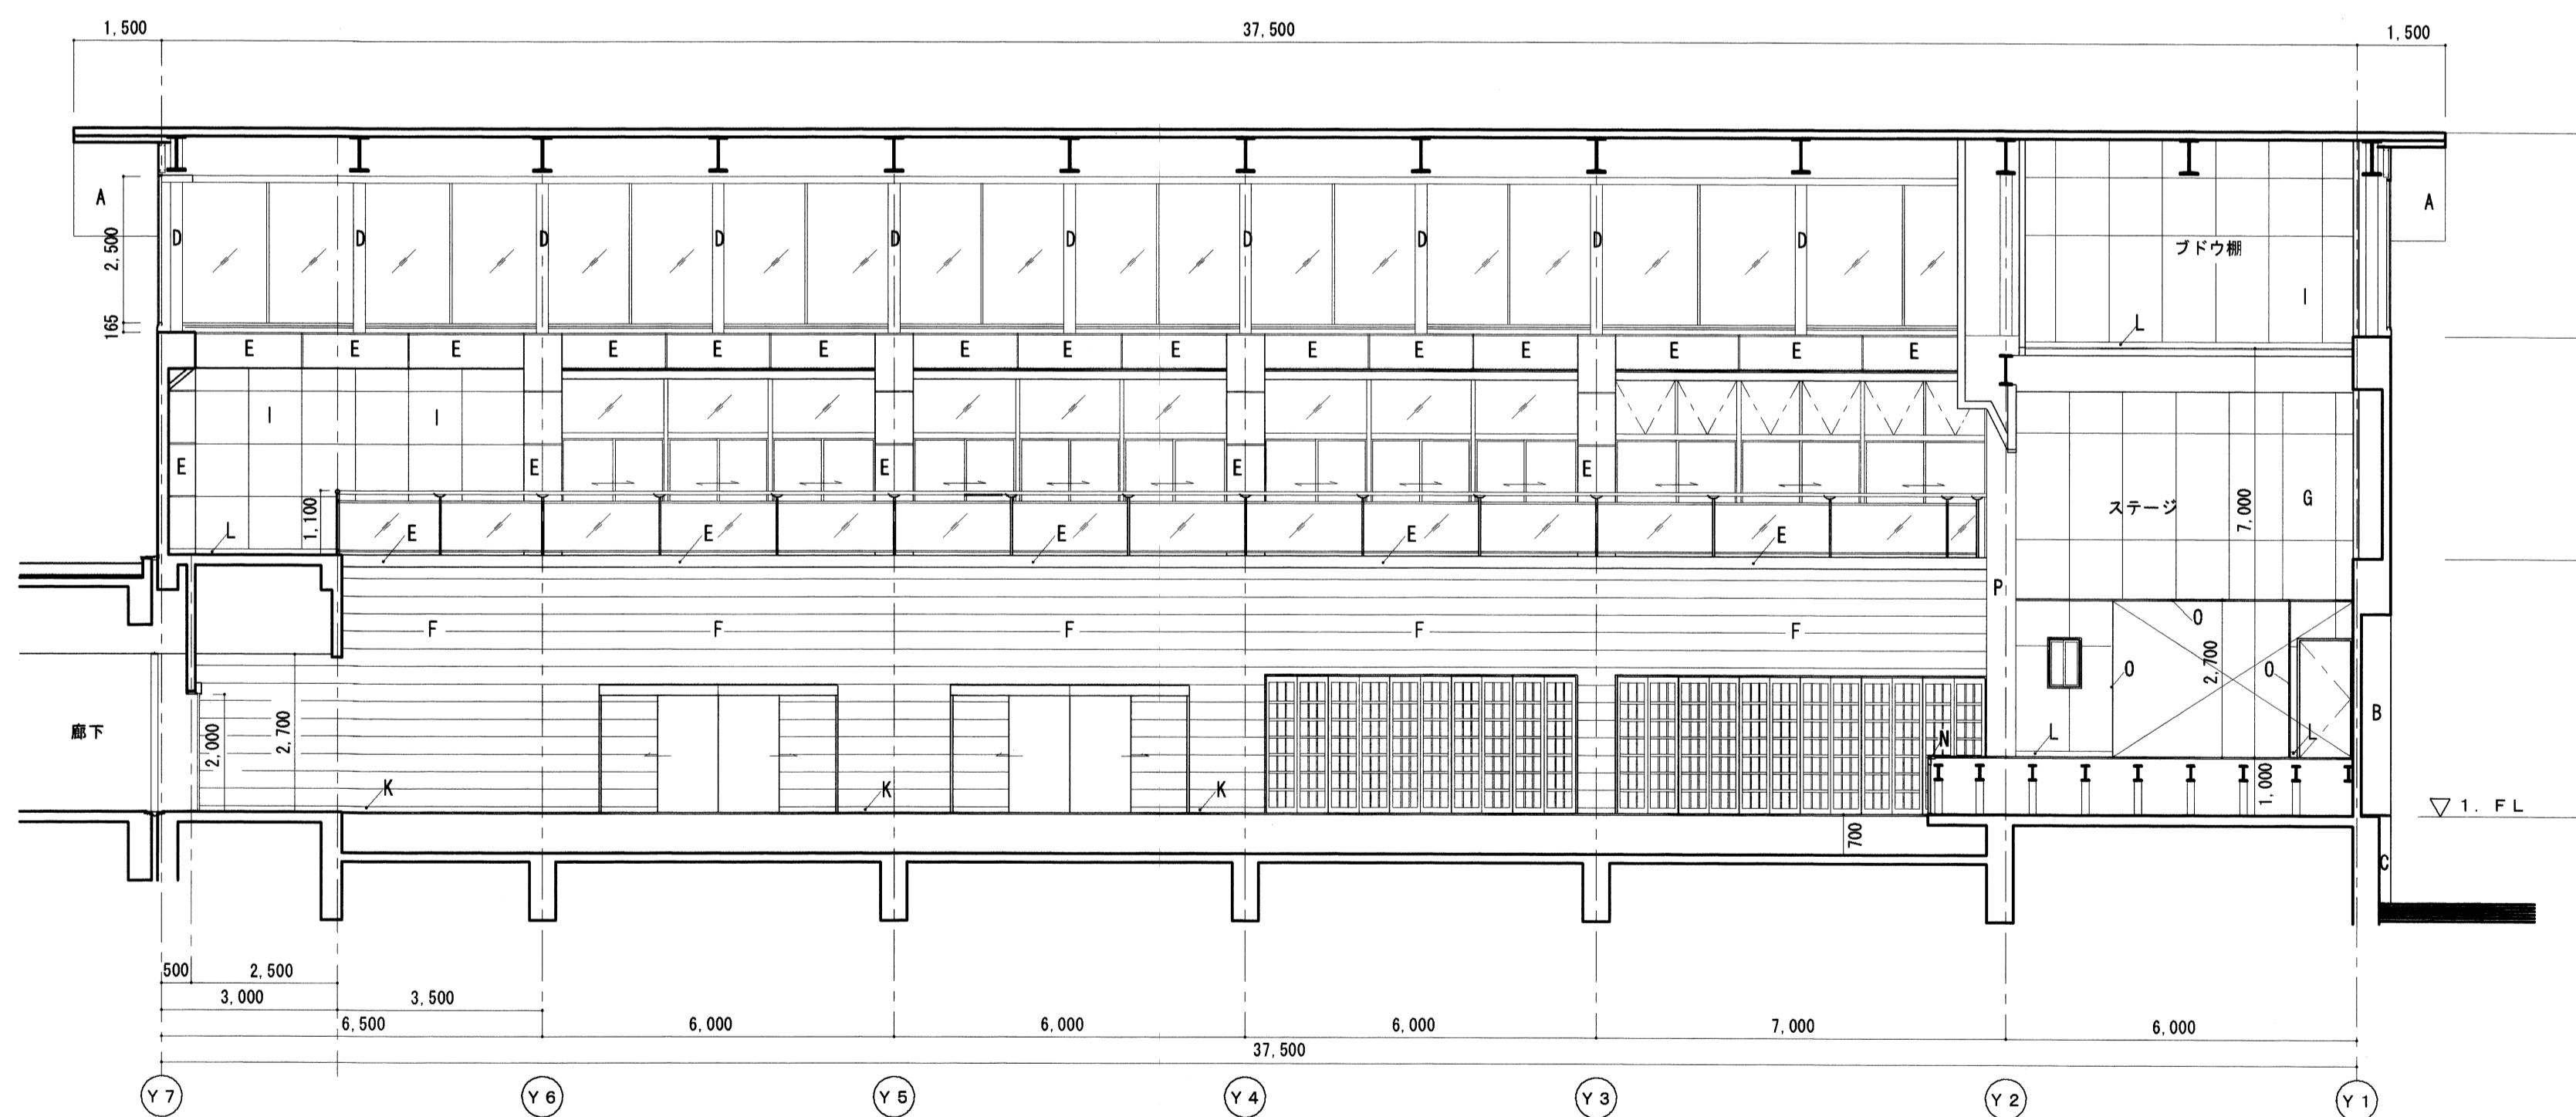 1,500 37,500 1,500
A A
D D D D D D D D D D
2,500
ブドウ棚
I
165
L
E E E E E E E E E E E E E E E
I I
E E E E E
ステージ 7,000 G
1,100
L E E E E E
P
F F F F F
O
2,700
O O
廊下 2,000 2,700
B
N L L
K K K
1,000
▽ 1. FL
700
C
500 2,500
3,000 3,500
6,500 6,000 6,000 6,000 7,000 6,000
37,500
Y7 Y6 Y5 Y4 Y3 Y2 Y1